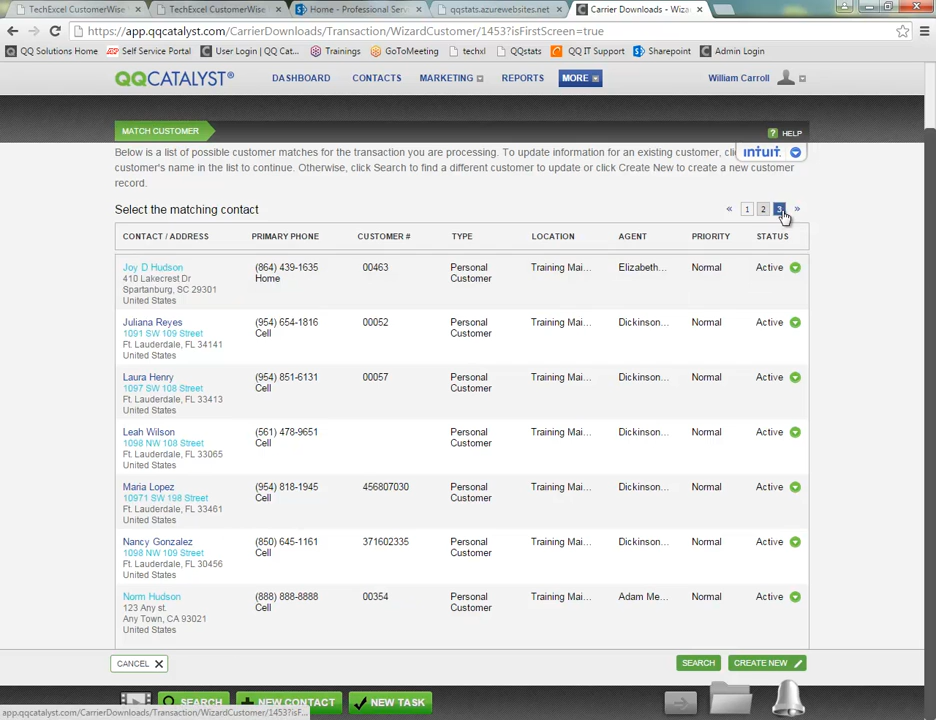 TechExcel CustomerWise
TechExcel CustomerWise
Home - Professional Serv
qqstats.azurewebsites.net
Carrier Downloads - Wiza
https://app.qqcatalyst.com/CarrierDownloads/Transaction/WizardCustomer/1453?isFirstScreen=true
QQ Solutions Home
Self Service Portal
User Login | QQ Cat...
Trainings
GoToMeeting
techxl
QQstats
QQ IT Support
Sharepoint
Admin Login
QQCATALYST®
DASHBOARD
CONTACTS
MARKETING
REPORTS
MORE
William Carroll
MATCH CUSTOMER
? HELP
intuit.
Below is a list of possible customer matches for the transaction you are processing. To update information for an existing customer, cli
customer's name in the list to continue. Otherwise, click Search to find a different customer to update or click Create New to create a new customer
record.
Select the matching contact
« 1 2 3 »
CONTACT / ADDRESS PRIMARY PHONE CUSTOMER # TYPE LOCATION AGENT PRIORITY STATUS
Joy D Hudson (864) 439-1635 00463 Personal Training Mai... Elizabeth... Normal Active
410 Lakecrest Dr Home Customer
Spartanburg, SC 29301
United States
Juliana Reyes (954) 654-1816 00052 Personal Training Mai... Dickinson... Normal Active
1091 SW 109 Street Cell Customer
Ft. Lauderdale, FL 34141
United States
Laura Henry (954) 851-6131 00057 Personal Training Mai... Dickinson... Normal Active
1097 SW 108 Street Cell Customer
Ft. Lauderdale, FL 33413
United States
Leah Wilson (561) 478-9651 Personal Training Mai... Dickinson... Normal Active
1098 NW 108 Street Cell Customer
Ft. Lauderdale, FL 33065
United States
Maria Lopez (954) 818-1945 456807030 Personal Training Mai... Dickinson... Normal Active
10971 SW 198 Street Cell Customer
Ft. Lauderdale, FL 33461
United States
Nancy Gonzalez (850) 645-1161 371602335 Personal Training Mai... Dickinson... Normal Active
1098 NW 109 Street Cell Customer
Ft. Lauderdale, FL 30456
United States
Norm Hudson (888) 888-8888 00354 Personal Training Mai... Adam Me... Normal Active
123 Any st. Cell Customer
Any Town, CA 93021
United States
CANCEL
SEARCH
CREATE NEW
SEARCH
NEW CONTACT
NEW TASK
app.qqcatalyst.com/CarrierDownloads/Transaction/WizardCustomer/1453?isF...